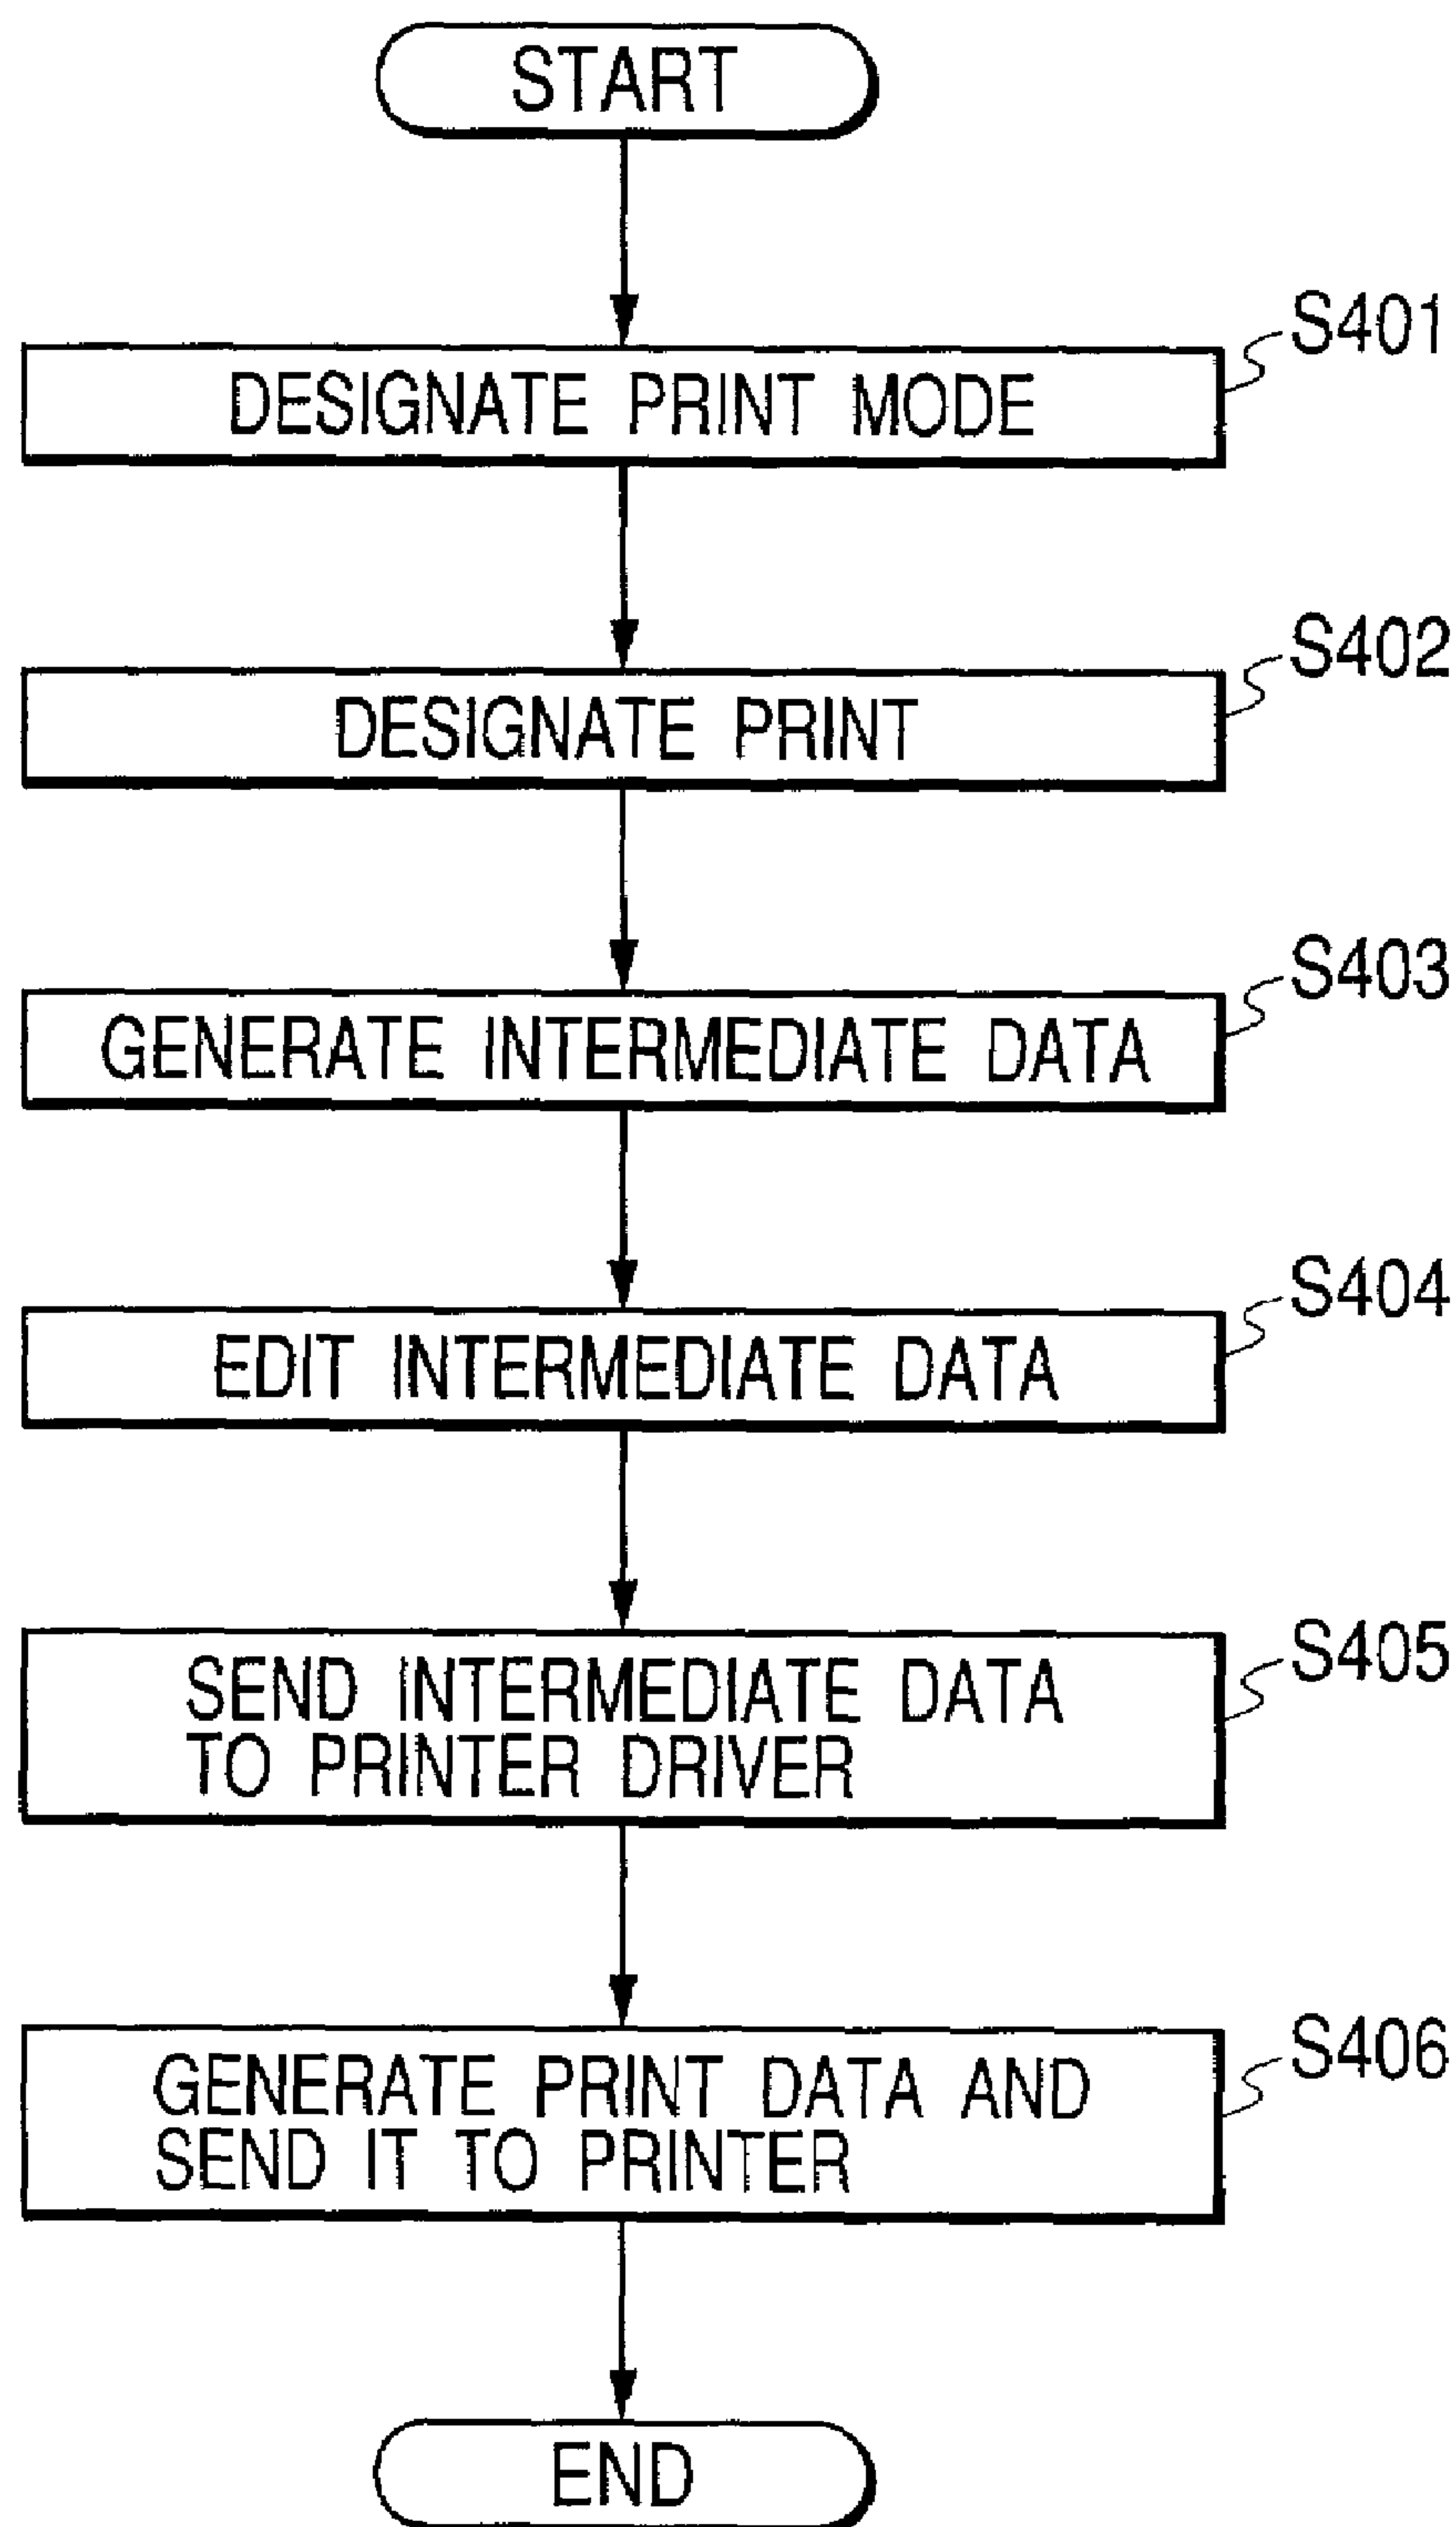 START
S401
DESIGNATE PRINT MODE
S402
DESIGNATE PRINT
S403
GENERATE INTERMEDIATE DATA
S404
EDIT INTERMEDIATE DATA
S405
SEND INTERMEDIATE DATA
TO PRINTER DRIVER
S406
GENERATE PRINT DATA AND
SEND IT TO PRINTER
END